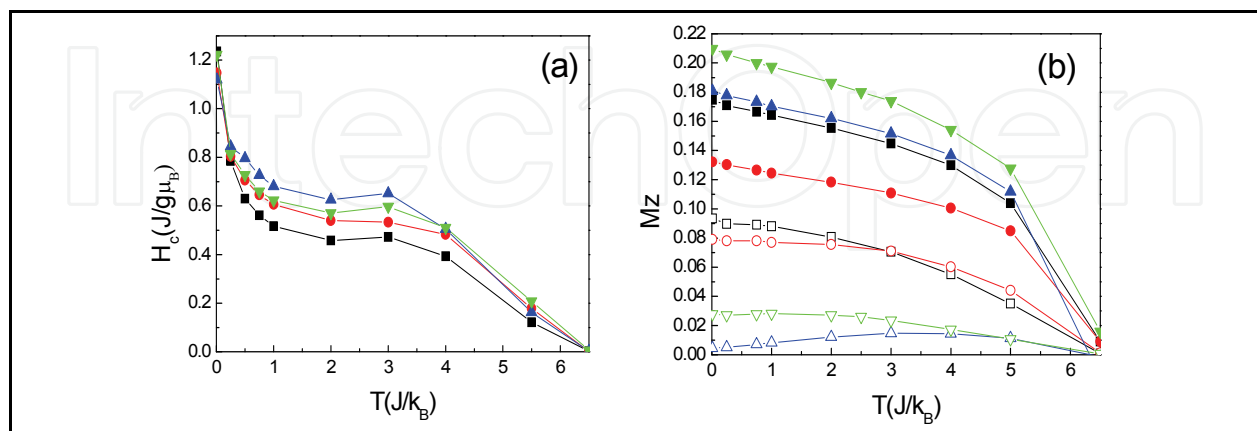 InTechOpen
(a)
1.2
1.0
0.8
0.6
0.4
0.2
0.0
H_c(J/gμ_B)
0 1 2 3 4 5 6
T(J/k_B)
(b)
0.22
0.20
0.18
0.16
0.14
0.12
0.10
0.08
0.06
0.04
0.02
0.00
Mz
0 1 2 3 4 5 6
T(J/k_B)